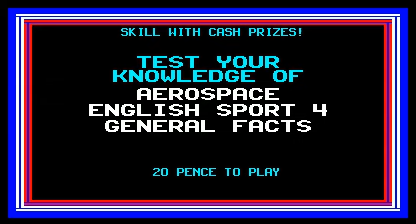 SKILL WITH CASH PRIZES!
TEST YOUR
KNOWLEDGE OF
AEROSPACE
ENGLISH SPORT 4
GENERAL FACTS
20 PENCE TO PLAY